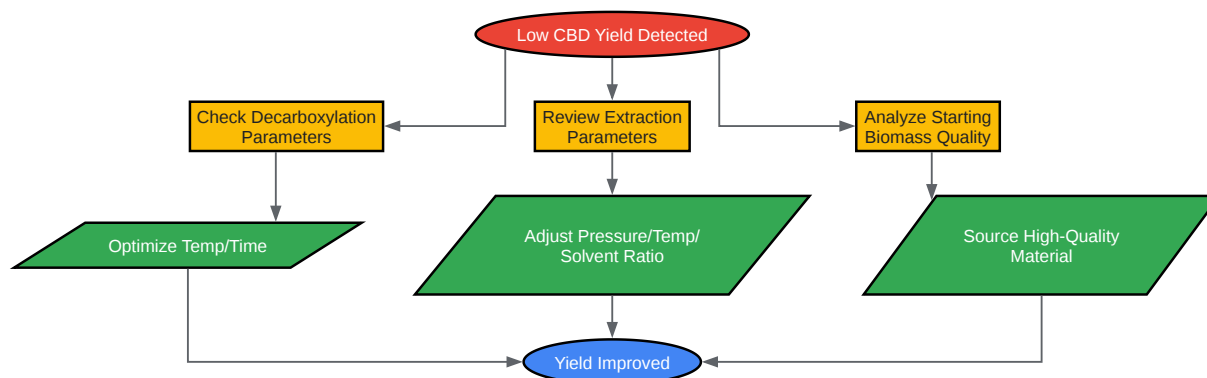 Low CBD Yield Detected
Check Decarboxylation
Parameters
Review Extraction
Parameters
Analyze Starting
Biomass Quality
Optimize Temp/Time
Adjust Pressure/Temp/
Solvent Ratio
Source High-Quality
Material
Yield Improved